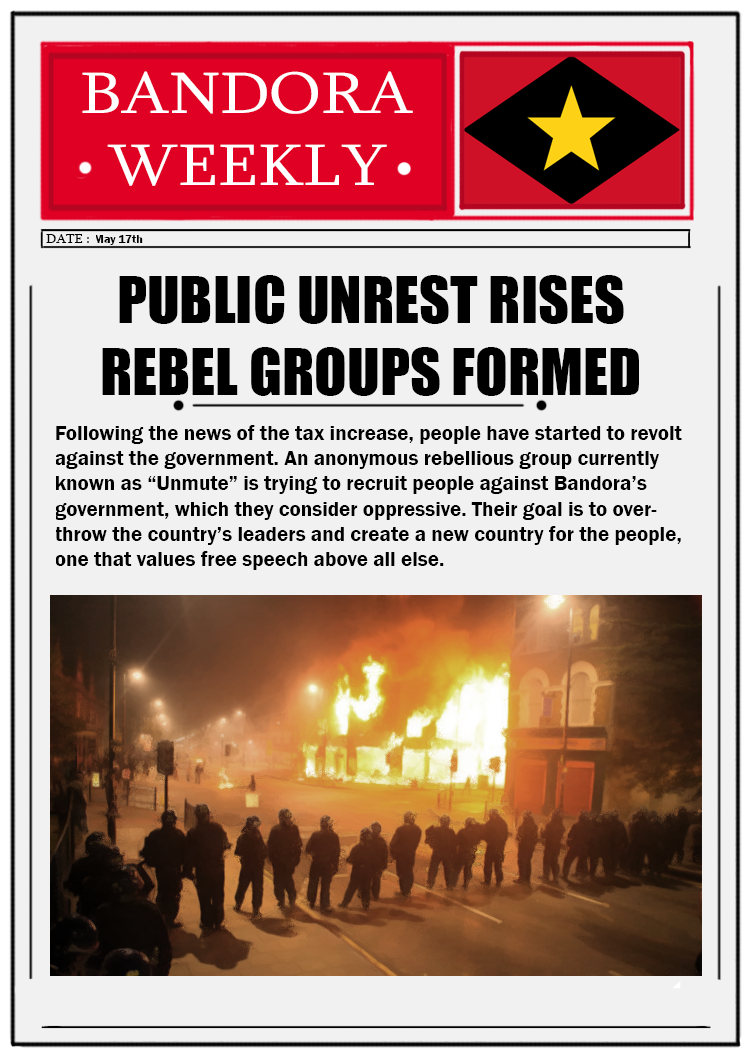 BANDORA
• WEEKLY •
DATE : May 17th
PUBLIC UNREST RISES
REBEL GROUPS FORMED
Following the news of the tax increase, people have started to revolt
against the government. An anonymous rebellious group currently
known as “Unmute” is trying to recruit people against Bandora’s
government, which they consider oppressive. Their goal is to over-
throw the country’s leaders and create a new country for the people,
one that values free speech above all else.